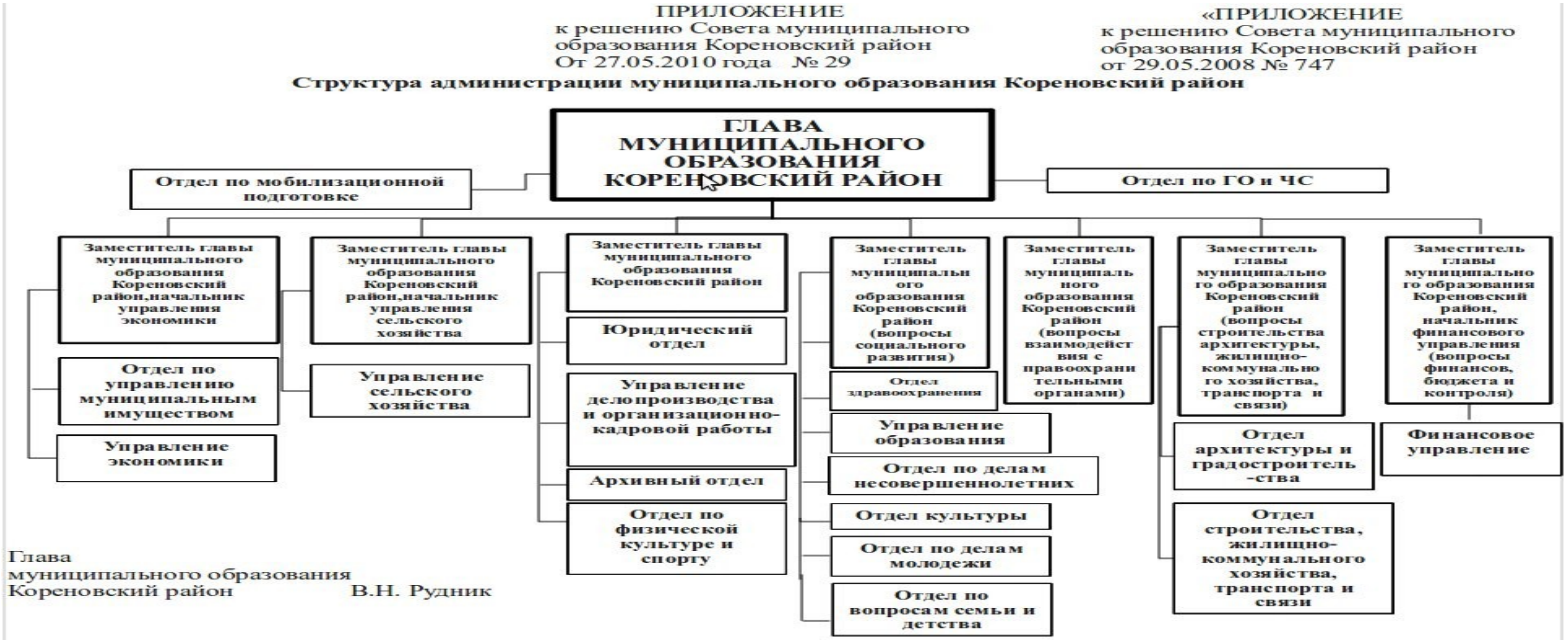 ПРИЛОЖЕНИЕ
к решению Совета муниципального
образования Кореновский район
От 27.05.2010 года № 29
«ПРИЛОЖЕНИЕ
к решению Совета муниципального
образования Кореновский район
от 29.05.2008 № 747
Структура администрации муниципального образования Кореновский район
ГЛАВА
МУНИЦИПАЛЬНОГО
ОБРАЗОВАНИЯ
КОРЕНОВСКИЙ РАЙОН
Отдел по мобилизационной
подготовке
Отдел по ГО и ЧС
Заместитель главы
муниципального
образования
Кореновский
район,начальник
управления
экономики
Отдел по
управлению
муниципальным
имуществом
Управление
экономики
Заместитель главы
муниципального
образования
Кореновский
район,начальник
управления
сельского
хозяйства
Управление
сельского
хозяйства
Заместитель главы
муниципального
образования
Кореновский район
Юридический
отдел
Управление
делопроизводства
и организационно-
кадровой работы
Архивный отдел
Отдел по
физической
культуре и
спорту
Заместитель
главы
муниципальн
ого
образования
Кореновский
район
(вопросы
социального
развития)
Отдел
здравоохранения
Управление
образования
Отдел по делам
несовершеннолетних
Отдел культуры
Отдел по делам
молодежи
Отдел по
вопросам семьи и
детства
Заместитель
главы
муниципаль
ного
образования
Кореновский
район
(вопросы
взаимодейст
вия с
правоохрани
тельными
органами)
Заместитель
главы
муниципально
го образования
Кореновский
район
(вопросы
строительства
архитектуры,
жилищно-
коммунально
го хозяйства,
транспорта и
связи)
Отдел
архитектуры и
градостроитель
-ства
Отдел
строительства,
жилищно-
коммунального
хозяйства,
транспорта и
связи
Заместитель
главы
муниципально
го образования
Кореновский
район,
начальник
финансового
управления
(вопросы
финансов,
бюджета и
контроля)
Финансовое
управление
Глава
муниципального образования
Кореновский район В.Н. Рудник